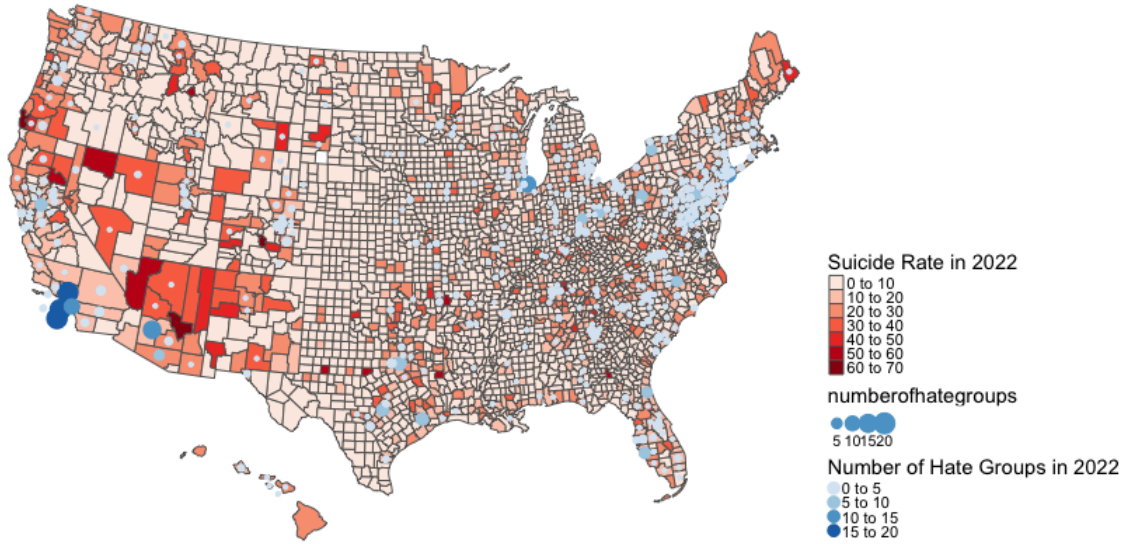 Suicide Rate in 2022
0 to 10
10 to 20
20 to 30
30 to 40
40 to 50
50 to 60
60 to 70
numberofhategroups
5 101520
Number of Hate Groups in 2022
0 to 5
5 to 10
10 to 15
15 to 20